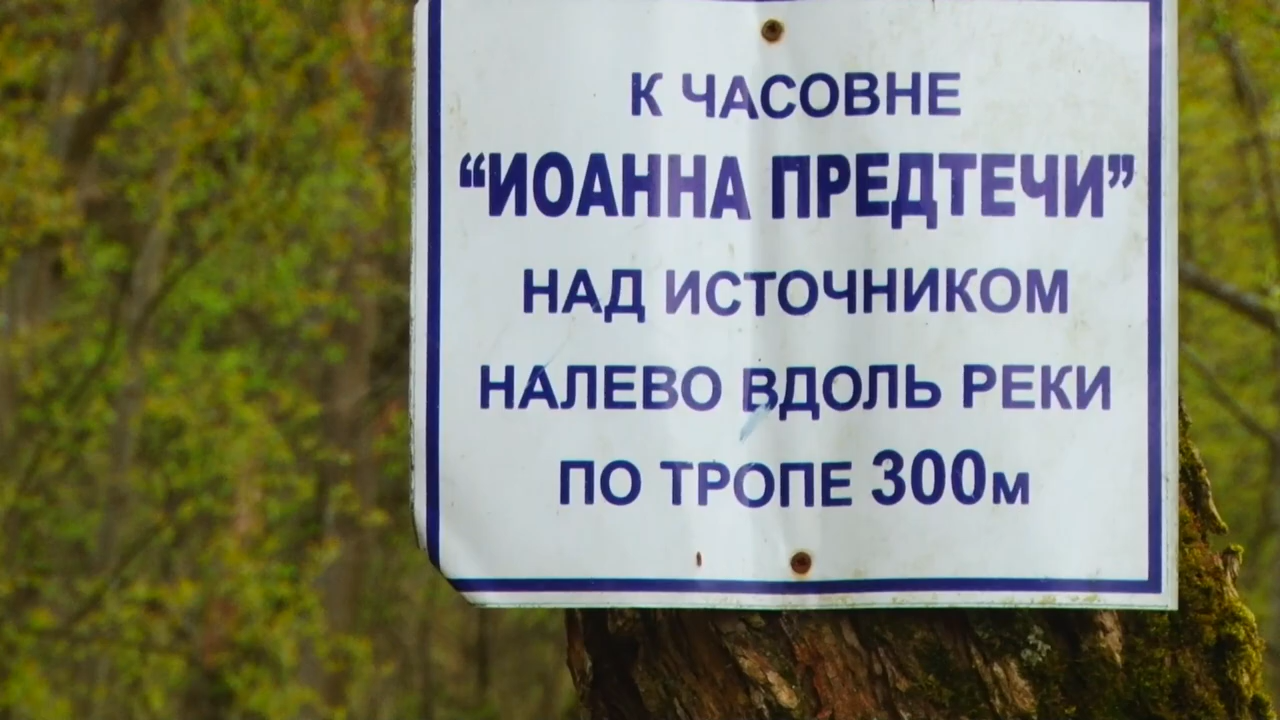 К ЧАСОВНЕ
“ИОАННА ПРЕДТЕЧИ”
НАД ИСТОЧНИКОМ
НАЛЕВО ВДОЛЬ РЕКИ
ПО ТРОПЕ 300м